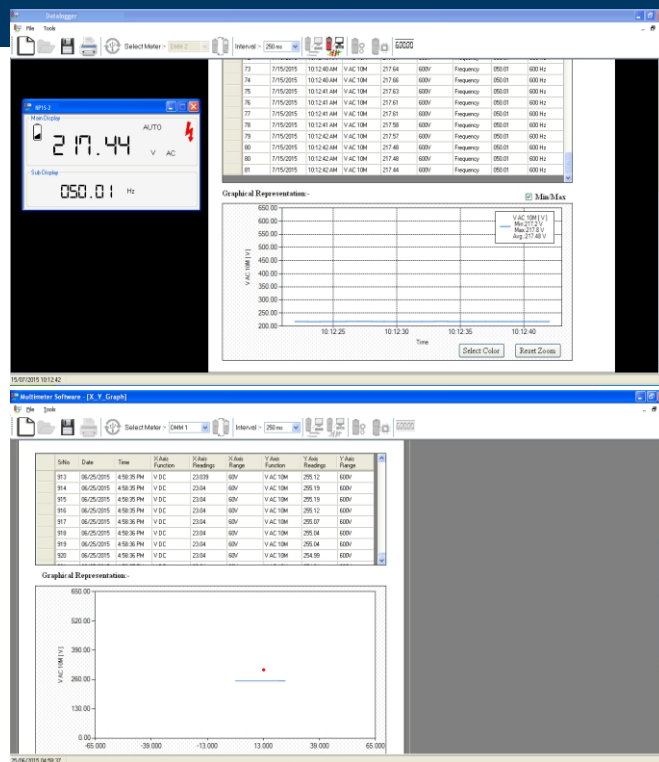 Datalogger
File Tools
Select Meter :- DMM 2 Interval :- 250 ms
73 7/15/2015 10:12:40 AM V AC 10M 217.64 600V Frequency 050.01 600 Hz
74 7/15/2015 10:12:40 AM V AC 10M 217.66 600V Frequency 050.01 600 Hz
75 7/15/2015 10:12:41 AM V AC 10M 217.63 600V Frequency 050.01 600 Hz
76 7/15/2015 10:12:41 AM V AC 10M 217.61 600V Frequency 050.01 600 Hz
77 7/15/2015 10:12:41 AM V AC 10M 217.61 600V Frequency 050.01 600 Hz
78 7/15/2015 10:12:41 AM V AC 10M 217.58 600V Frequency 050.01 600 Hz
79 7/15/2015 10:12:42 AM V AC 10M 217.57 600V Frequency 050.01 600 Hz
80 7/15/2015 10:12:42 AM V AC 10M 217.48 600V Frequency 050.01 600 Hz
80 7/15/2015 10:12:42 AM V AC 10M 217.48 600V Frequency 050.01 600 Hz
81 7/15/2015 10:12:42 AM V AC 10M 217.44 600V Frequency 050.01 600 Hz
Main Display
AUTO
217.44 V AC
Sub Display
050.01 Hz
Graphical Representation:-
Min/Max
650.00
600.00
550.00
500.00
450.00
400.00
350.00
300.00
250.00
200.00
V AC 10M [ V ]
V AC 10M [ V ]
Min:217.2 V
Max:217.8 V
Avg.:217.48 V
10:12:25 10:12:30 10:12:35 10:12:40
Time
Select Color Reset Zoom
15/07/2015 10:12:42
Multimeter Software - [X_Y_Graph]
File Tools
Select Meter :- DMM 1 Interval :- 250 ms
SrNo. Date Time X Axis Function X Axis Readings X Axis Range Y Axis Function Y Axis Readings Y Axis Range
913 06/25/2015 4:58:35 PM V DC 23.039 60V V AC 10M 255.12 600V
914 06/25/2015 4:58:35 PM V DC 23.04 60V V AC 10M 255.19 600V
915 06/25/2015 4:58:35 PM V DC 23.04 60V V AC 10M 255.19 600V
916 06/25/2015 4:58:35 PM V DC 23.04 60V V AC 10M 255.12 600V
917 06/25/2015 4:58:36 PM V DC 23.04 60V V AC 10M 255.07 600V
918 06/25/2015 4:58:36 PM V DC 23.04 60V V AC 10M 255.04 600V
919 06/25/2015 4:58:36 PM V DC 23.04 60V V AC 10M 255.04 600V
920 06/25/2015 4:58:36 PM V DC 23.04 60V V AC 10M 254.99 600V
Graphical Representation:-
650.00
520.00
390.00
260.00
130.00
0.00
V AC 10M [ V ]
-65.000 -39.000 -13.000 13.000 39.000 65.000
25/06/2015 04:58:37